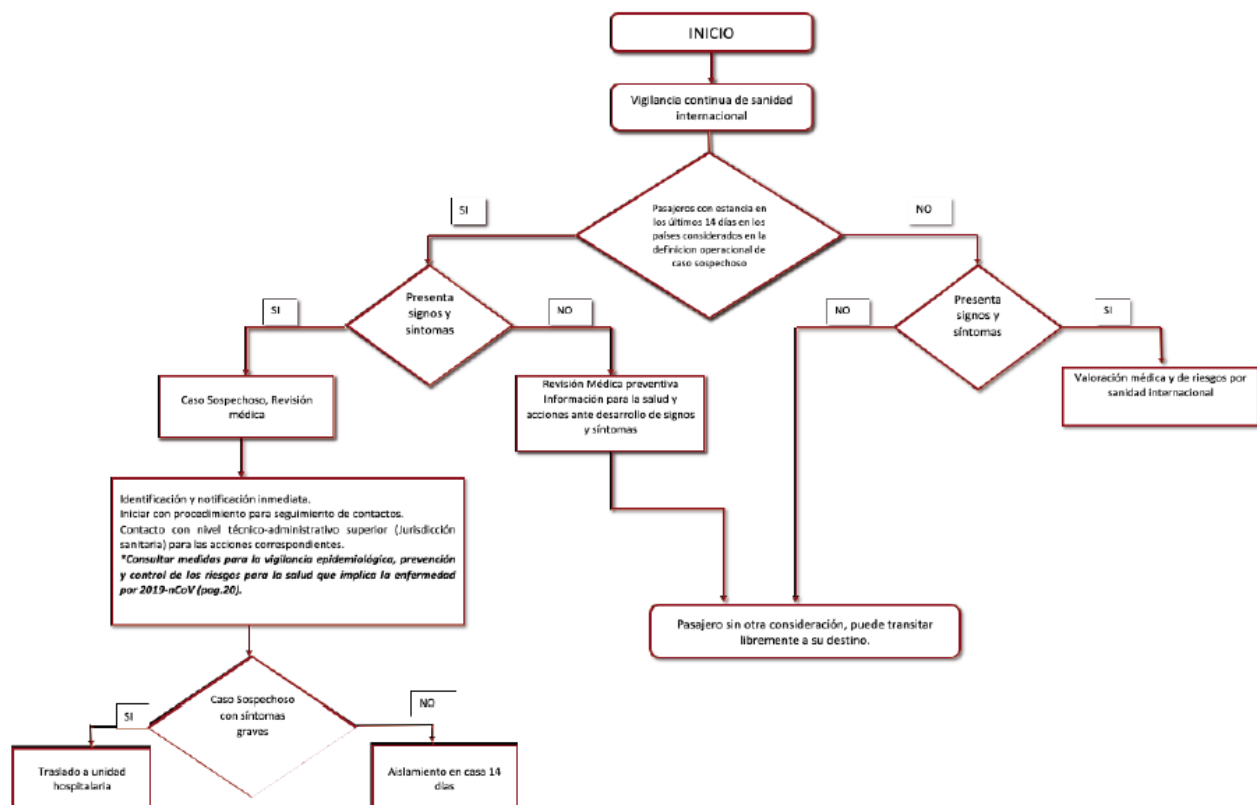 INICIO
Vigilancia continua de sanidad
internacional
Pasajeros con estancia en
los últimos 14 días en los
países considerados en la
definicion operacional de
caso sospechoso
SI
NO
Presenta
signos y
síntomas
SI
NO
Presenta
signos y
síntomas
NO
SI
Caso Sospechoso, Revisión
médica
Revisión Médica preventiva
Información para la salud y
acciones ante desarrollo de signos
y síntomas
Valoración médica y de riesgos por
sanidad internacional
Identificación y notificación inmediata.
Iniciar con procedimiento para seguimiento de contactos.
Contacto con nivel técnico-administrativo superior (Jurisdicción
sanitaria) para las acciones correspondientes.
*Consultar medidas para la vigilancia epidemiológica, prevención
y control de los riesgos para la salud que implica la enfermedad
por 2019-nCoV (pag.20).
Pasajero sin otra consideración, puede transitar
libremente a su destino.
Caso Sospechoso
con síntomas
graves
SI
NO
Traslado a unidad
hospitalaria
Aislamiento en casa 14
días